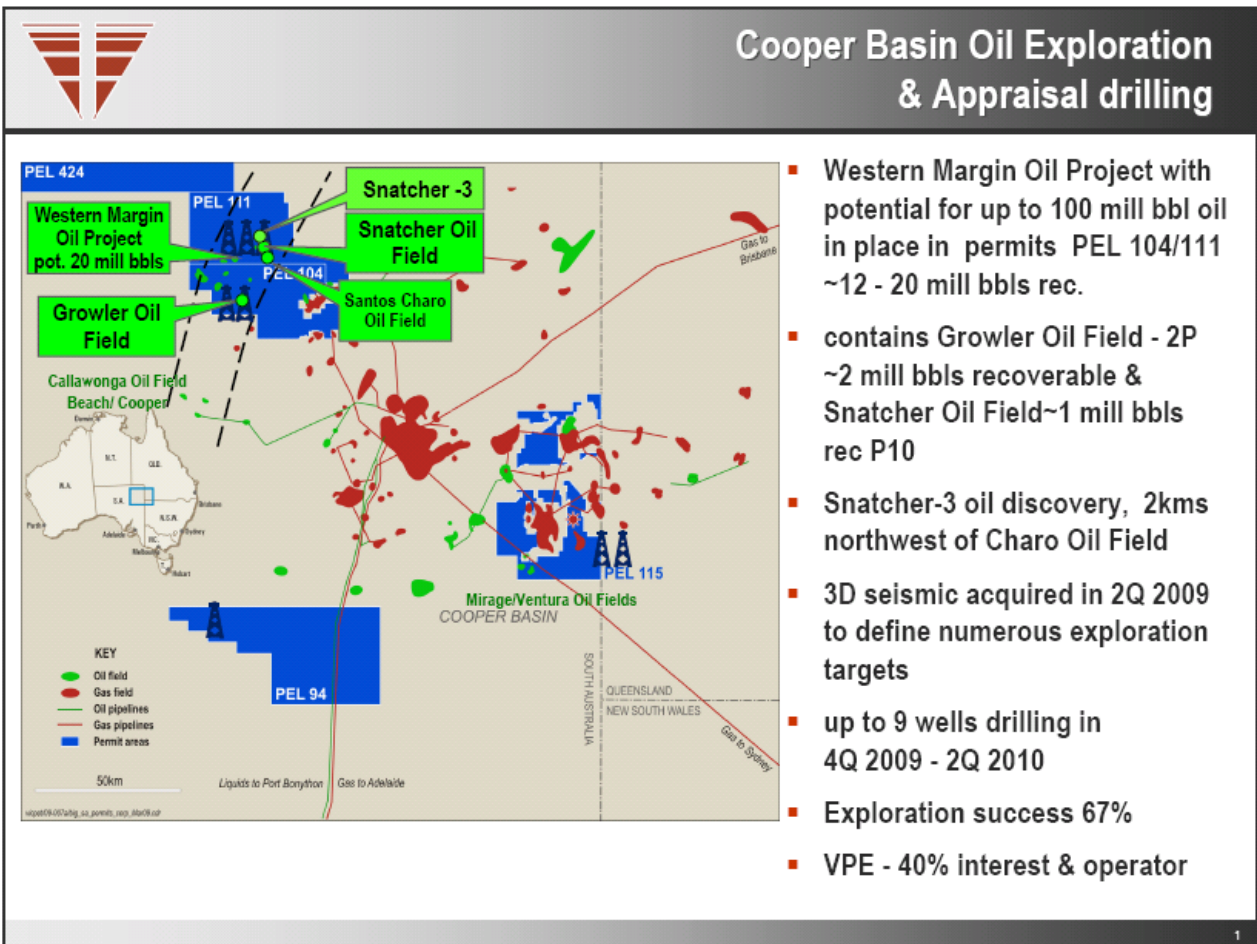 Cooper Basin Oil Exploration
& Appraisal drilling
PEL 424
PEL 111
Snatcher -3
Western Margin
Oil Project
pot. 20 mill bbls
Snatcher Oil
Field
PEL 104
Santos Charo
Oil Field
Growler Oil
Field
Gas to
Brisbane
Callawonga Oil Field
Beach/ Cooper
Darwin
N.T.
QLD.
W.A.
S.A.
Brisbane
N.S.W.
Perth
Adelaide
Sydney
Melbourne
Hobart
PEL 115
Mirage/Ventura Oil Fields
COOPER BASIN
KEY
Oil field
Gas field
Oil pipelines
Gas pipelines
Permit areas
PEL 94
SOUTH AUSTRALIA
QUEENSLAND
NEW SOUTH WALES
Gas to Sydney
50km
Liquids to Port Bonython
Gas to Adelaide
Western Margin Oil Project with
potential for up to 100 mill bbl oil
in place in permits PEL 104/111
~12 - 20 mill bbls rec.
contains Growler Oil Field - 2P
~2 mill bbls recoverable &
Snatcher Oil Field~1 mill bbls
rec P10
Snatcher-3 oil discovery, 2kms
northwest of Charo Oil Field
3D seismic acquired in 2Q 2009
to define numerous exploration
targets
up to 9 wells drilling in
4Q 2009 - 2Q 2010
Exploration success 67%
VPE - 40% interest & operator
1